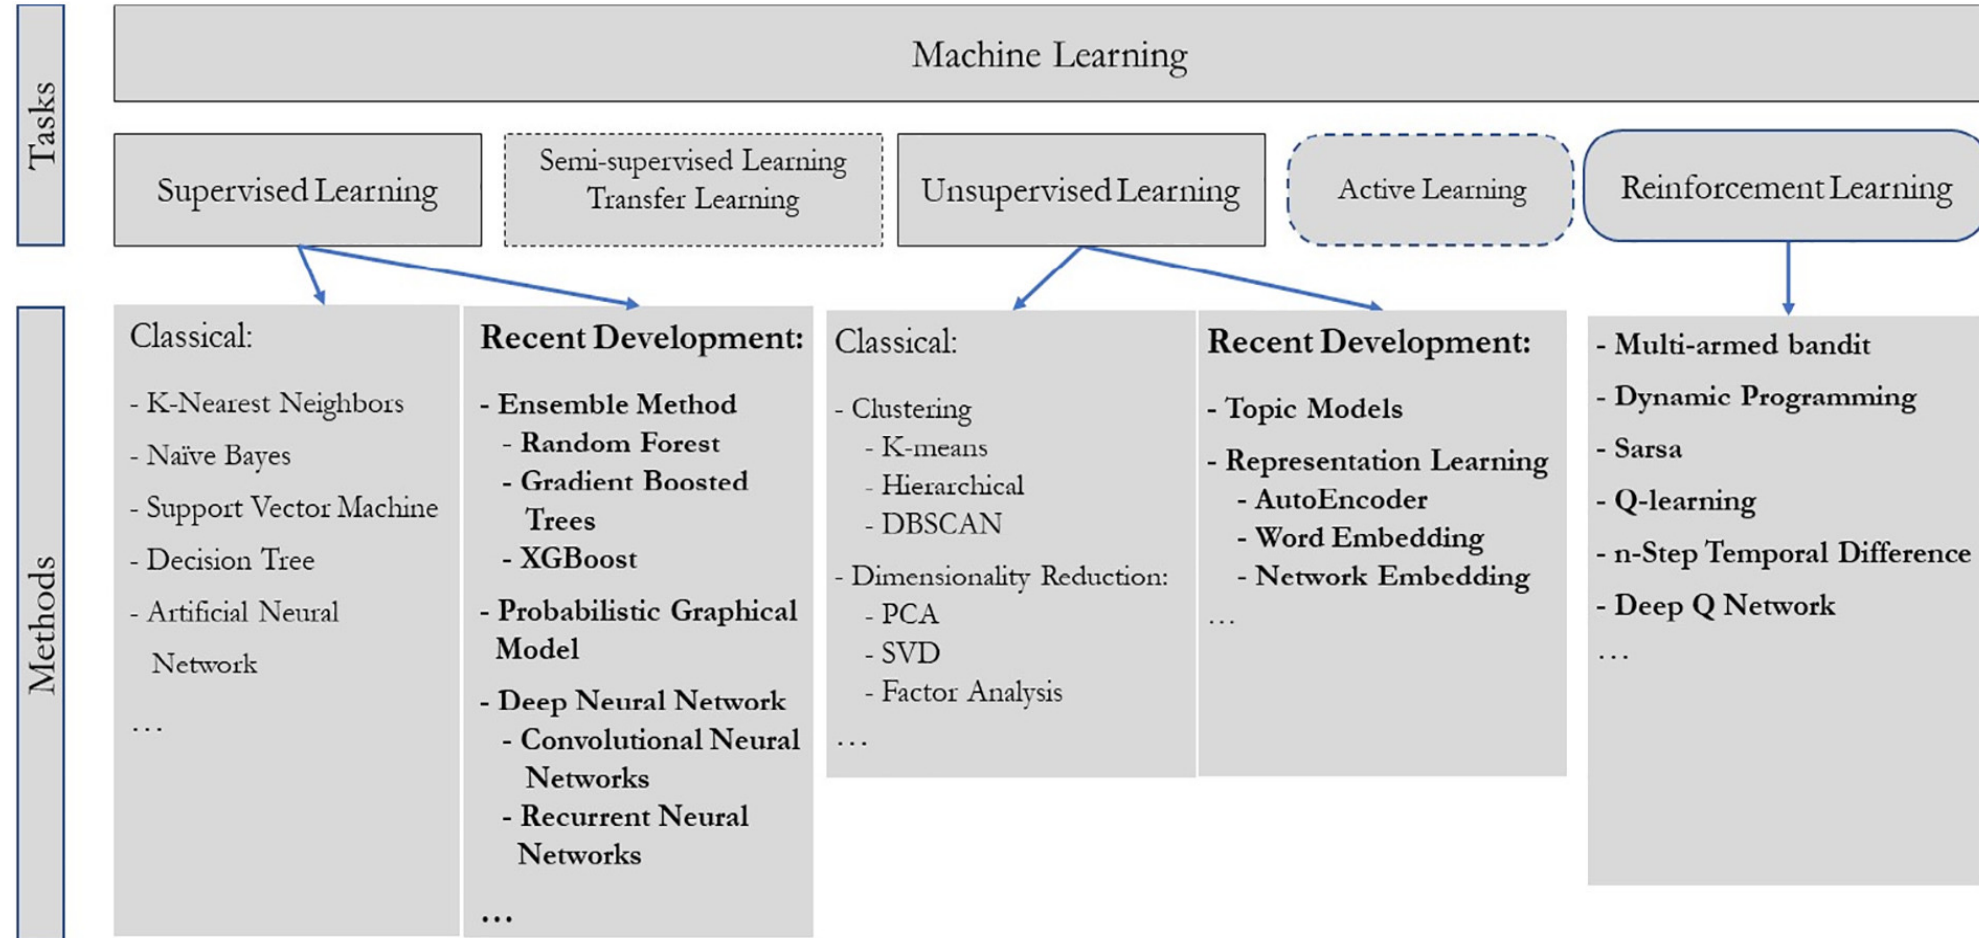 Tasks
Machine Learning
Supervised Learning
Semi-supervised Learning
Transfer Learning
Unsupervised Learning
Active Learning
Reinforcement Learning
Methods
Classical:
- K-Nearest Neighbors
- Naïve Bayes
- Support Vector Machine
- Decision Tree
- Artificial Neural
Network
...
Recent Development:
- Ensemble Method
- Random Forest
- Gradient Boosted
Trees
- XGBoost
- Probabilistic Graphical
Model
- Deep Neural Network
- Convolutional Neural
Networks
- Recurrent Neural
Networks
...
Classical:
- Clustering
- K-means
- Hierarchical
- DBSCAN
- Dimensionality Reduction:
- PCA
- SVD
- Factor Analysis
...
Recent Development:
- Topic Models
- Representation Learning
- AutoEncoder
- Word Embedding
- Network Embedding
...
- Multi-armed bandit
- Dynamic Programming
- Sarsa
- Q-learning
- n-Step Temporal Difference
- Deep Q Network
...